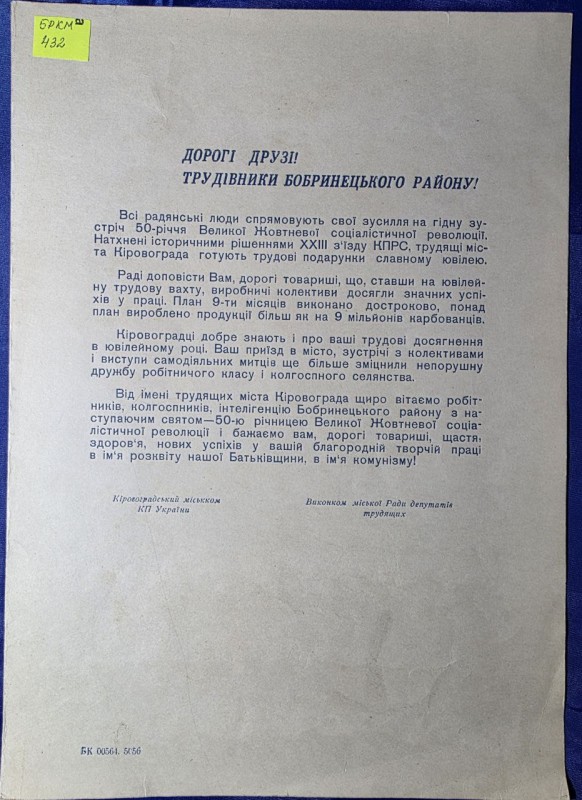 БРКМ а
432
ДОРОГІ ДРУЗІ!
ТРУДІВНИКИ БОБРИНЕЦЬКОГО РАЙОНУ!
Всі радянські люди спрямовують свої зусилля на гідну зу-
стріч 50-річчя Великої Жовтневої соціалістичної революції.
Натхнені історичними рішеннями XXIII з'їзду КПРС, трудящі міс-
та Кіровограда готують трудові подарунки славному ювілею.
Раді доповісти Вам, дорогі товариші, що, ставши на ювілей-
ну трудову вахту, виробничі колективи досягли значних успі-
хів у праці. План 9-ти місяців виконано достроково, понад
план вироблено продукції більш як на 9 мільйонів карбованців.
Кіровоградці добре знають і про ваші трудові досягнення
в ювілейному році. Ваш приїзд в місто, зустрічі з колективами
і виступи самодіяльних митців ще більше зміцнили непорушну
дружбу робітничого класу і колгоспного селянства.
Від імені трудящих міста Кіровограда щиро вітаємо робіт-
ників, колгоспників, інтелігенцію Бобринецького району з на-
ступаючим святом—50-ю річницею Великої Жовтневої соціа-
лістичної революції і бажаємо вам, дорогі товариші, щастя,
здоров'я, нових успіхів у вашій благородній творчій праці
в ім'я розквіту нашої Батьківщини, в ім'я комунізму!
Кіровоградський міськком
КП України
Виконком міської Ради депутатів
трудящих
БК 00564. 5056